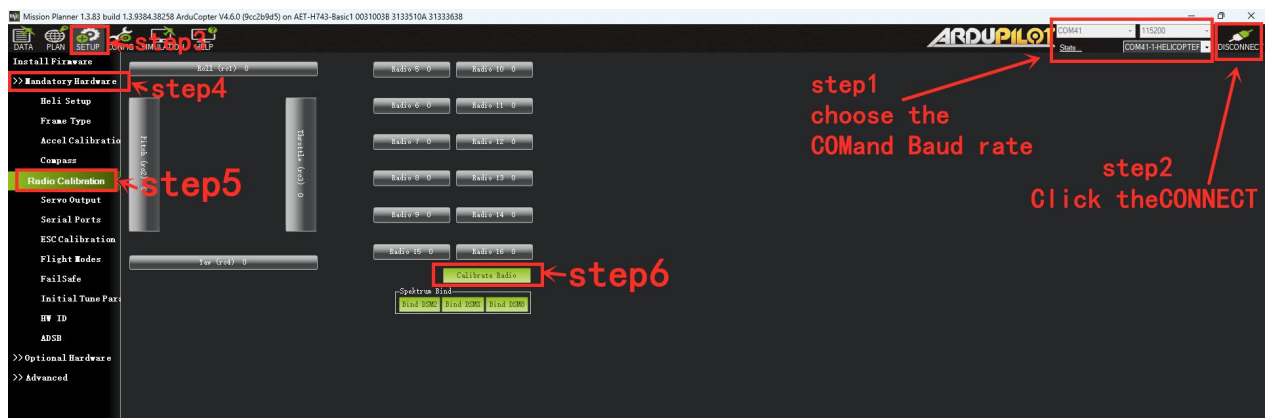 Mission Planner 1.3.83 build 1.3.9384.38258 ArduCopter V4.6.0 (9cc2b9d5) on AET-H743-Basic1 0031003B 3133510A 31333638
DATA PLAN SETUP SIMULATION HELP
step3
ARDUPILOT
COM41 115200
Stats...
COM41-1-HELICOPTER
DISCONNECT
Install Firmware
>> Mandatory Hardware
step4
Heli Setup
Frame Type
Accel Calibratio
Compass
Radio Calibration
step5
Servo Output
Serial Ports
ESC Calibration
Flight Modes
FailSafe
Initial Tune Par
HW ID
ADSB
>> Optional Hardware
>> Advanced
Roll (rc1) 0
Pitch (rc2) 0
Throttle (rc3) 0
Yaw (rc4) 0
Radio 5 0 Radio 10 0
Radio 6 0 Radio 11 0
Radio 7 0 Radio 12 0
Radio 8 0 Radio 13 0
Radio 9 0 Radio 14 0
Radio 15 0 Radio 16 0
Calibrate Radio
step6
Spektrum Bind
Bind DSM2 Bind DSMX Bind DSM8
step1
choose the
COMand Baud rate
step2
Click theCONNECT